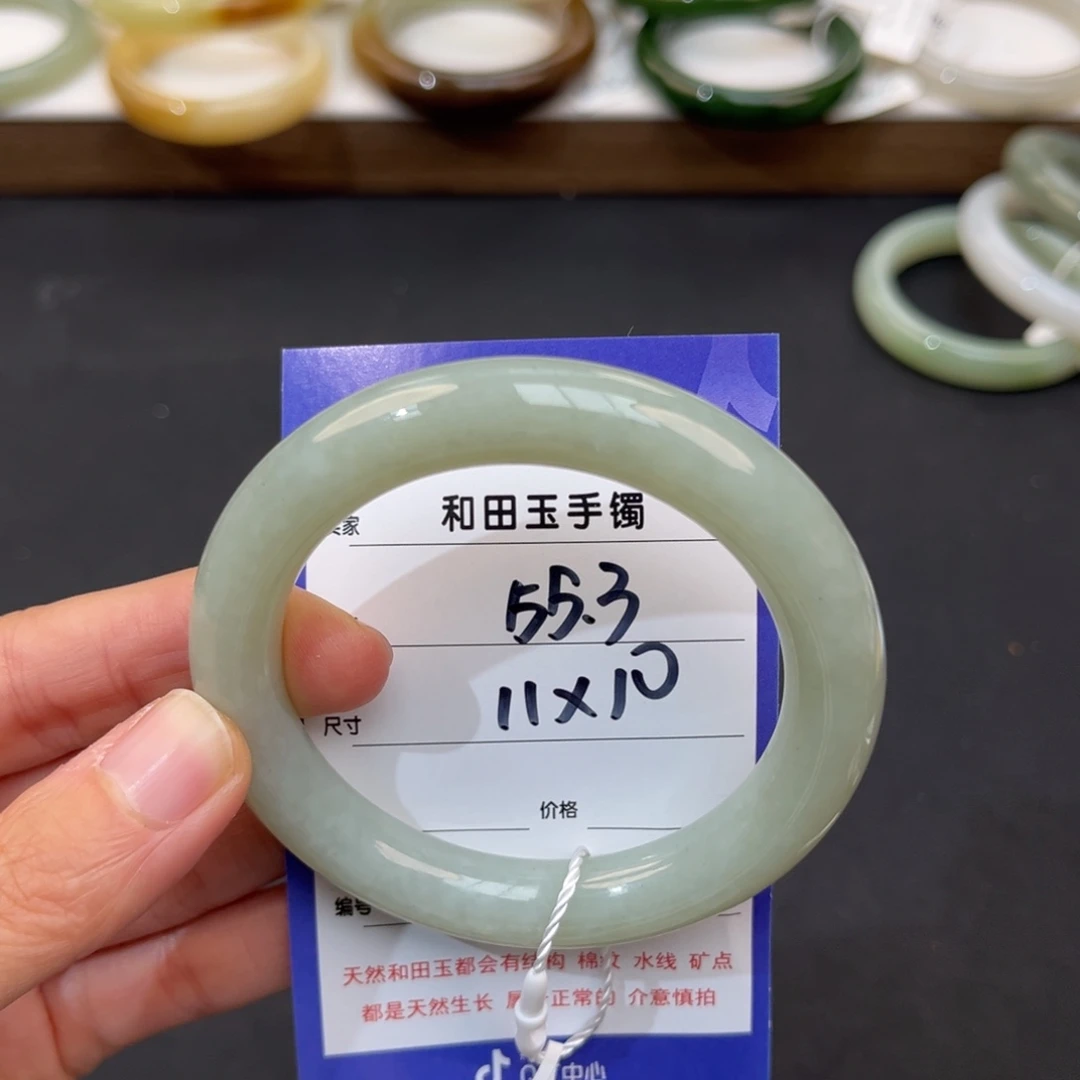 和田玉手镯
家
55.3
11x10
尺寸
价格
编号
天然和田玉都会有结构 棉 水线 矿点
都是天然生长 正常的 介意慎拍
中心